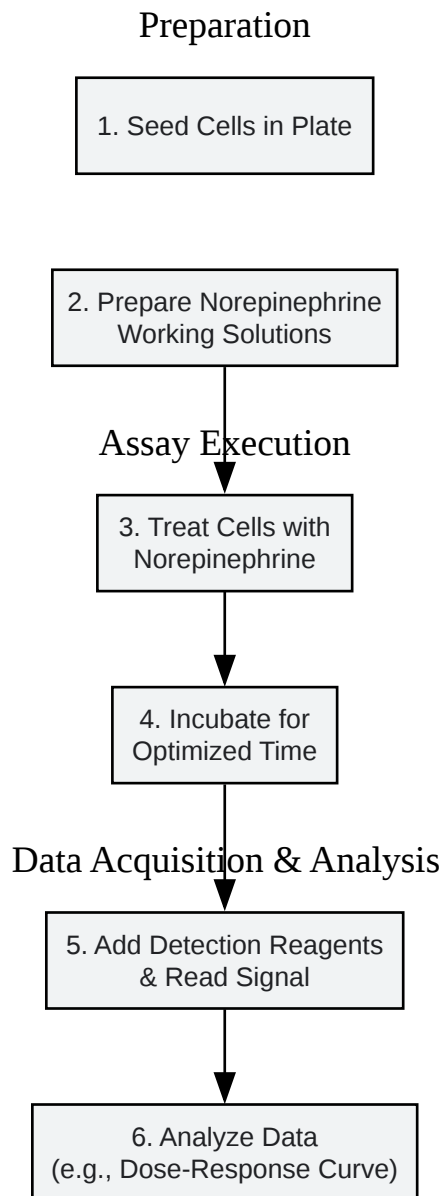 Preparation
1. Seed Cells in Plate
2. Prepare Norepinephrine
Working Solutions
Assay Execution
3. Treat Cells with
Norepinephrine
4. Incubate for
Optimized Time
Data Acquisition & Analysis
5. Add Detection Reagents
& Read Signal
6. Analyze Data
(e.g., Dose-Response Curve)